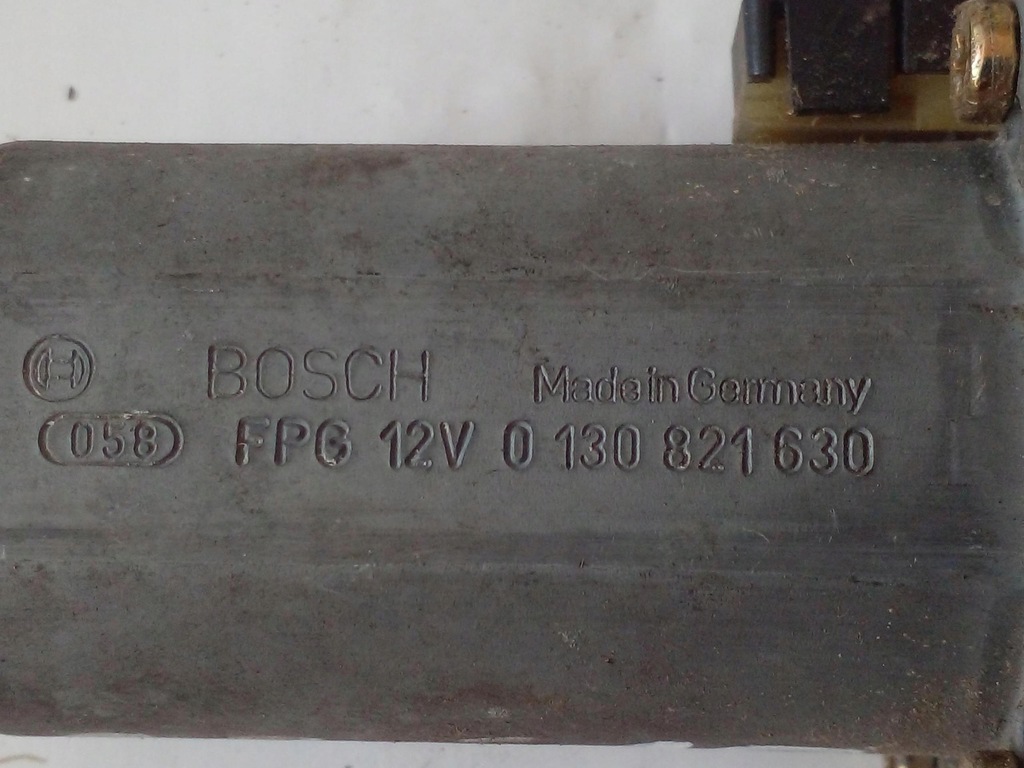 BOSCH Made in Germany
058 FPG 12V 0 130 821 630